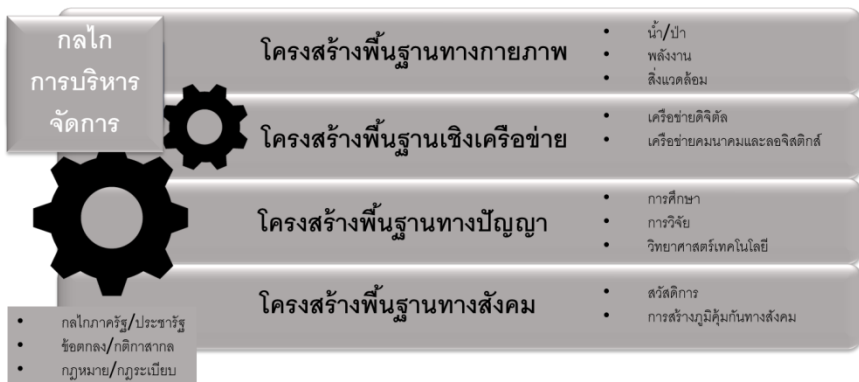 กลไก
การบริหาร
จัดการ
โครงสร้างพื้นฐานทางกายภาพ
• น้ำ/ป่า
• พลังงาน
• สิ่งแวดล้อม
โครงสร้างพื้นฐานเชิงเครือข่าย
• เครือข่ายดิจิตัล
• เครือข่ายคมนาคมและลอจิสติกส์
โครงสร้างพื้นฐานทางปัญญา
• การศึกษา
• การวิจัย
• วิทยาศาสตร์เทคโนโลยี
โครงสร้างพื้นฐานทางสังคม
• สวัสดิการ
• การสร้างภูมิคุ้มกันทางสังคม
• กลไกภาครัฐ/ประชารัฐ
• ข้อตกลง/กติกาสากล
• กฎหมาย/กฎระเบียบ